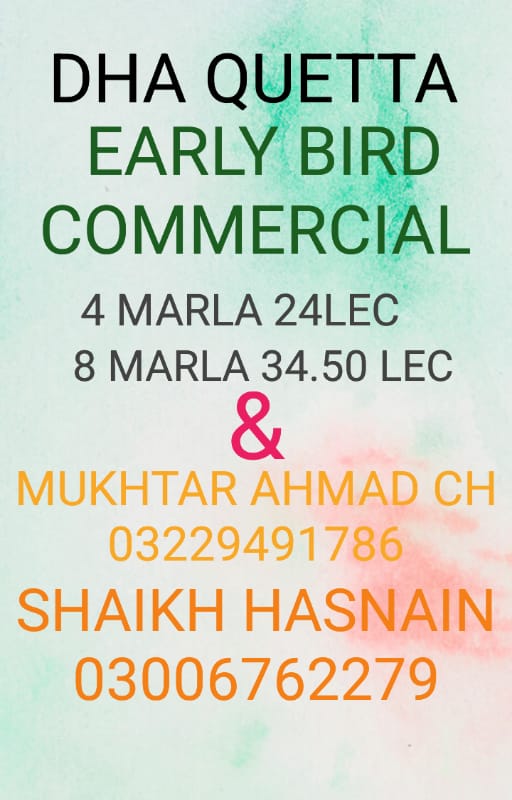 DHA QUETTA
EARLY BIRD
COMMERCIAL
4 MARLA 24LEC
8 MARLA 34.50 LEC
&
MUKHTAR AHMAD CH
03229491786
SHAIKH HASNAIN
03006762279